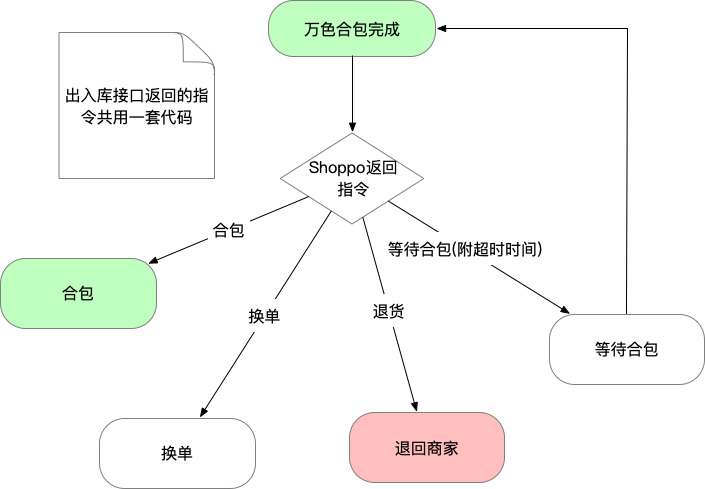 万色合包完成
出入库接口返回的指
令共用一套代码
Shoppo返回
指令
合包
等待合包(附超时时间)
合包
换单
退货
等待合包
换单
退回商家